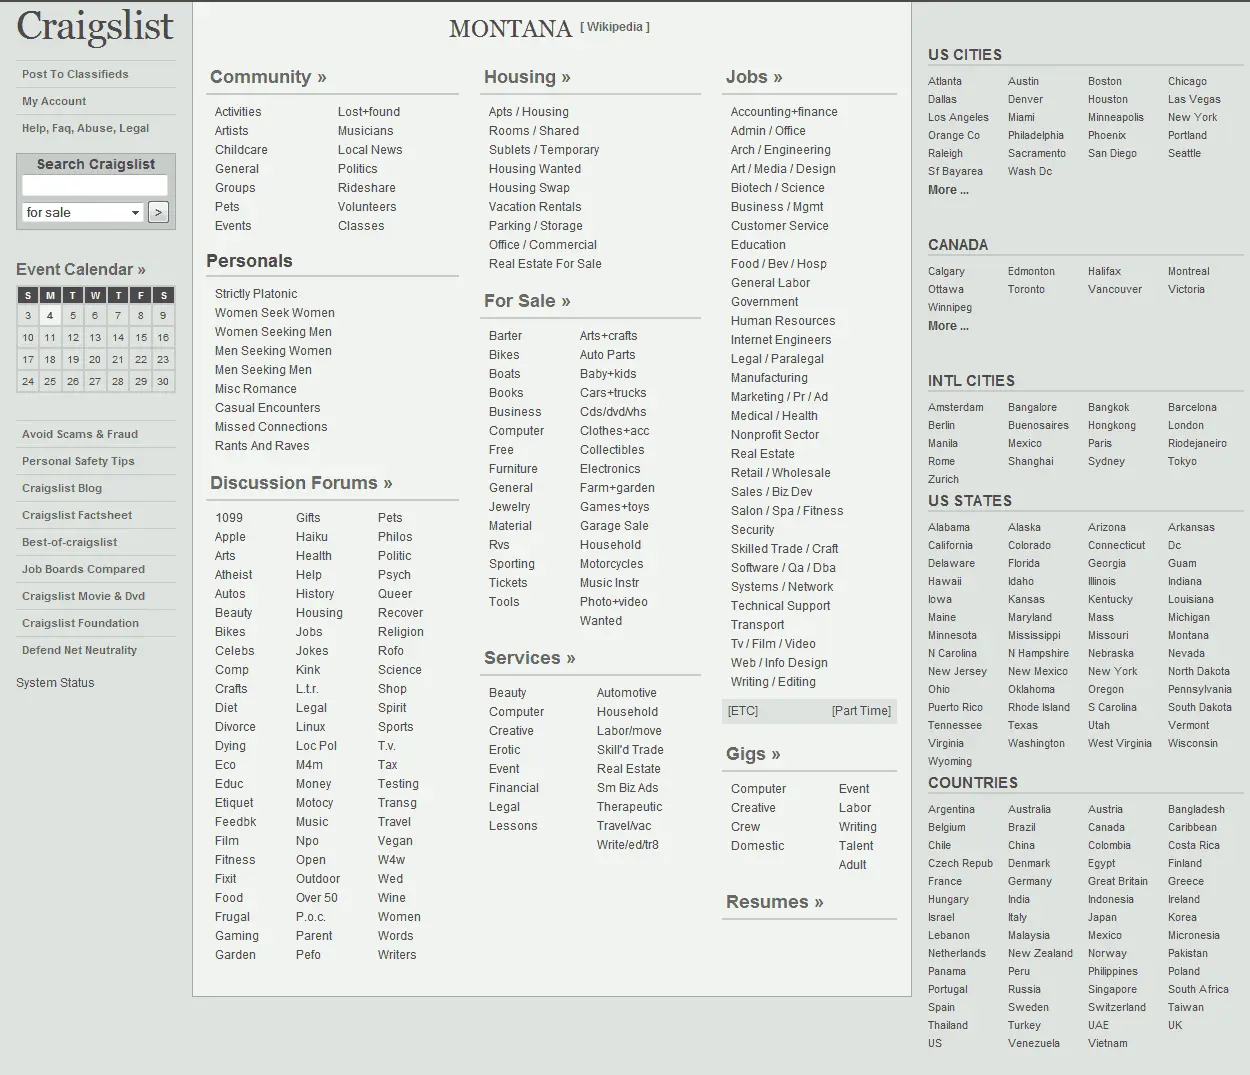 Craigslist
Post To Classifieds
My Account
Help, Faq, Abuse, Legal
Search Craigslist
for sale
>
Event Calendar »
S M T W T F S
3 4 5 6 7 8 9
10 11 12 13 14 15 16
17 18 19 20 21 22 23
24 25 26 27 28 29 30
Avoid Scams & Fraud
Personal Safety Tips
Craigslist Blog
Craigslist Factsheet
Best-of-craigslist
Job Boards Compared
Craigslist Movie & Dvd
Craigslist Foundation
Defend Net Neutrality
System Status
MONTANA [ Wikipedia ]
Community »
Activities Lost+found
Artists Musicians
Childcare Local News
General Politics
Groups Rideshare
Pets Volunteers
Events Classes
Personals
Strictly Platonic
Women Seek Women
Women Seeking Men
Men Seeking Women
Men Seeking Men
Misc Romance
Casual Encounters
Missed Connections
Rants And Raves
Discussion Forums »
1099 Gifts Pets
Apple Haiku Philos
Arts Health Politic
Atheist Help Psych
Autos History Queer
Beauty Housing Recover
Bikes Jobs Religion
Celebs Jokes Rofo
Comp Kink Science
Crafts L.t.r. Shop
Diet Legal Spirit
Divorce Linux Sports
Dying Loc Pol T.v.
Eco M4m Tax
Educ Money Testing
Etiquet Motocy Transg
Feedbk Music Travel
Film Npo Vegan
Fitness Open W4w
Fixit Outdoor Wed
Food Over 50 Wine
Frugal P.o.c. Women
Gaming Parent Words
Garden Pefo Writers
Housing »
Apts / Housing
Rooms / Shared
Sublets / Temporary
Housing Wanted
Housing Swap
Vacation Rentals
Parking / Storage
Office / Commercial
Real Estate For Sale
For Sale »
Barter Arts+crafts
Bikes Auto Parts
Boats Baby+kids
Books Cars+trucks
Business Cds/dvd/vhs
Computer Clothes+acc
Free Collectibles
Furniture Electronics
General Farm+garden
Jewelry Games+toys
Material Garage Sale
Rvs Household
Sporting Motorcycles
Tickets Music Instr
Tools Photo+video
Wanted
Services »
Beauty Automotive
Computer Household
Creative Labor/move
Erotic Skill'd Trade
Event Real Estate
Financial Sm Biz Ads
Legal Therapeutic
Lessons Travel/vac
Write/ed/tr8
Jobs »
Accounting+finance
Admin / Office
Arch / Engineering
Art / Media / Design
Biotech / Science
Business / Mgmt
Customer Service
Education
Food / Bev / Hosp
General Labor
Government
Human Resources
Internet Engineers
Legal / Paralegal
Manufacturing
Marketing / Pr / Ad
Medical / Health
Nonprofit Sector
Real Estate
Retail / Wholesale
Sales / Biz Dev
Salon / Spa / Fitness
Security
Skilled Trade / Craft
Software / Qa / Dba
Systems / Network
Technical Support
Transport
Tv / Film / Video
Web / Info Design
Writing / Editing
[ETC] [Part Time]
Gigs »
Computer Event
Creative Labor
Crew Writing
Domestic Talent
Adult
Resumes »
US CITIES
Atlanta Austin Boston Chicago
Dallas Denver Houston Las Vegas
Los Angeles Miami Minneapolis New York
Orange Co Philadelphia Phoenix Portland
Raleigh Sacramento San Diego Seattle
Sf Bayarea Wash Dc
More ...
CANADA
Calgary Edmonton Halifax Montreal
Ottawa Toronto Vancouver Victoria
Winnipeg
More ...
INTL CITIES
Amsterdam Bangalore Bangkok Barcelona
Berlin Buenosaires Hongkong London
Manila Mexico Paris Riodejaneiro
Rome Shanghai Sydney Tokyo
Zurich
US STATES
Alabama Alaska Arizona Arkansas
California Colorado Connecticut Dc
Delaware Florida Georgia Guam
Hawaii Idaho Illinois Indiana
Iowa Kansas Kentucky Louisiana
Maine Maryland Mass Michigan
Minnesota Mississippi Missouri Montana
N Carolina N Hampshire Nebraska Nevada
New Jersey New Mexico New York North Dakota
Ohio Oklahoma Oregon Pennsylvania
Puerto Rico Rhode Island S Carolina South Dakota
Tennessee Texas Utah Vermont
Virginia Washington West Virginia Wisconsin
Wyoming
COUNTRIES
Argentina Australia Austria Bangladesh
Belgium Brazil Canada Caribbean
Chile China Colombia Costa Rica
Czech Repub Denmark Egypt Finland
France Germany Great Britain Greece
Hungary India Indonesia Ireland
Israel Italy Japan Korea
Lebanon Malaysia Mexico Micronesia
Netherlands New Zealand Norway Pakistan
Panama Peru Philippines Poland
Portugal Russia Singapore South Africa
Spain Sweden Switzerland Taiwan
Thailand Turkey UAE UK
US Venezuela Vietnam